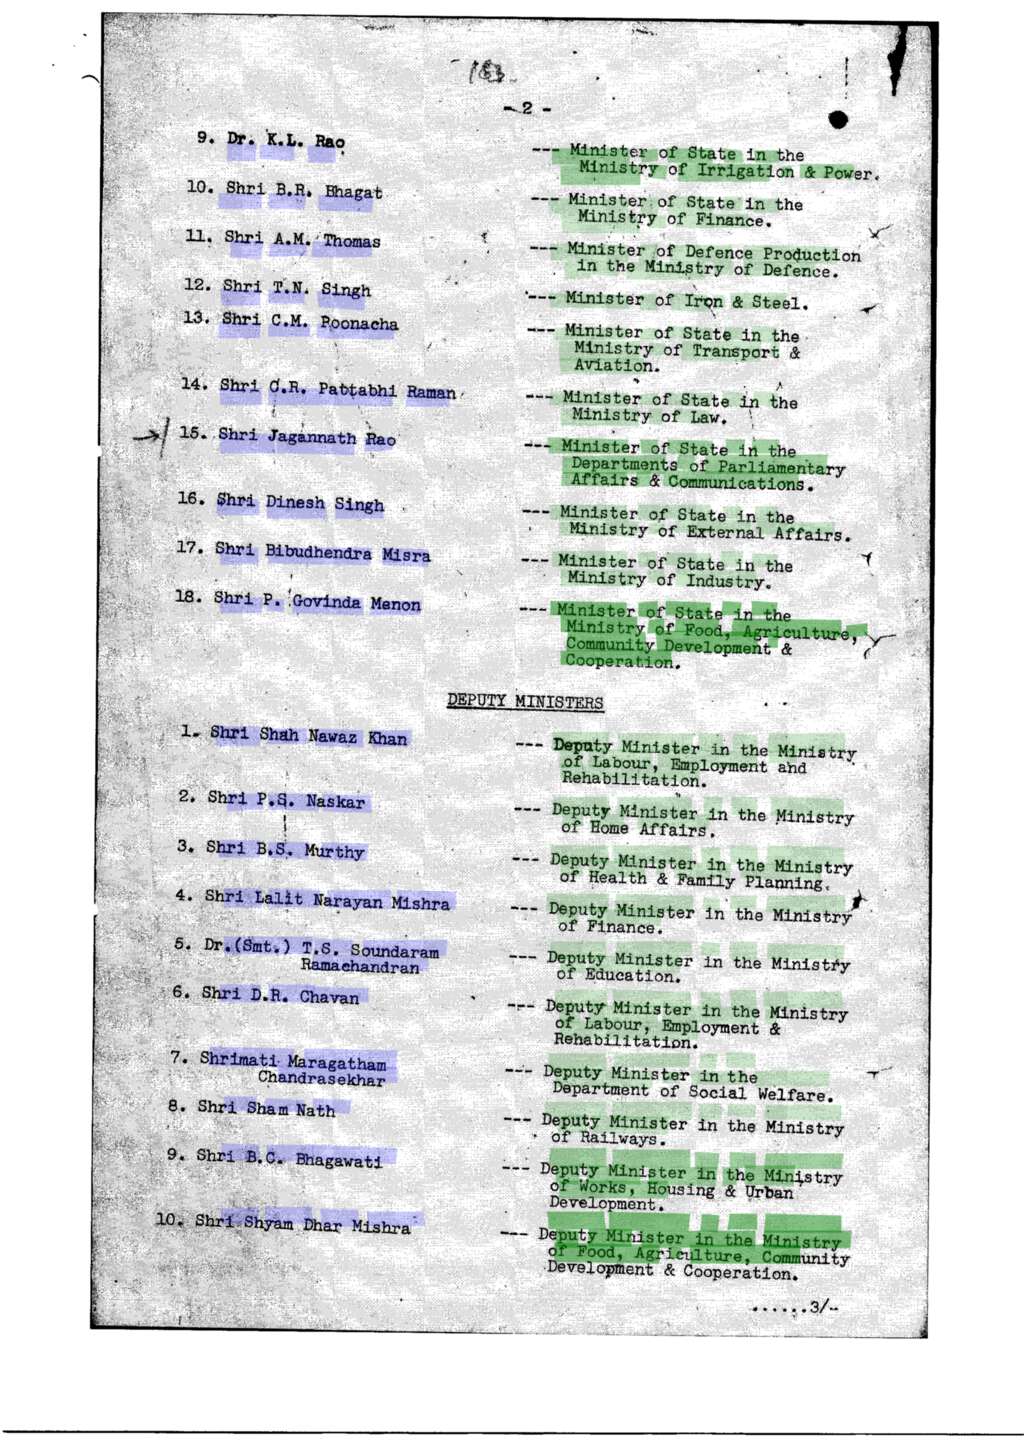 183
- 2 -
9. Dr. K.L. Rao
--- Minister of State in the
Ministry of Irrigation & Power.
10. Shri B.R. Bhagat
--- Minister of State in the
Ministry of Finance.
11. Shri A.M. Thomas
--- Minister of Defence Production
in the Ministry of Defence.
12. Shri T.N. Singh
--- Minister of Iron & Steel.
13. Shri C.M. Poonacha
--- Minister of State in the
Ministry of Transport &
Aviation.
14. Shri C.R. Pattabhi Raman
--- Minister of State in the
Ministry of Law.
15. Shri Jagannath Rao
--- Minister of State in the
Departments of Parliamentary
Affairs & Communications.
16. Shri Dinesh Singh
--- Minister of State in the
Ministry of External Affairs.
17. Shri Bibudhendra Misra
--- Minister of State in the
Ministry of Industry.
18. Shri P. Govinda Menon
--- Minister of State in the
Ministry of Food, Agriculture,
Community Development &
Cooperation.
DEPUTY MINISTERS
1. Shri Shah Nawaz Khan
--- Deputy Minister in the Ministry
of Labour, Employment and
Rehabilitation.
2. Shri P.S. Naskar
--- Deputy Minister in the Ministry
of Home Affairs.
3. Shri B.S. Murthy
--- Deputy Minister in the Ministry
of Health & Family Planning.
4. Shri Lalit Narayan Mishra
--- Deputy Minister in the Ministry
of Finance.
5. Dr.(Smt.) T.S. Soundaram
Ramachandran
--- Deputy Minister in the Ministry
of Education.
6. Shri D.R. Chavan
--- Deputy Minister in the Ministry
of Labour, Employment &
Rehabilitation.
7. Shrimati Maragatham
Chandrasekhar
--- Deputy Minister in the
Department of Social Welfare.
8. Shri Sham Nath
--- Deputy Minister in the Ministry
of Railways.
9. Shri B.C. Bhagawati
--- Deputy Minister in the Ministry
of Works, Housing & Urban
Development.
10. Shri Shyam Dhar Mishra
--- Deputy Minister in the Ministry
of Food, Agriculture, Community
Development & Cooperation.
......3/--